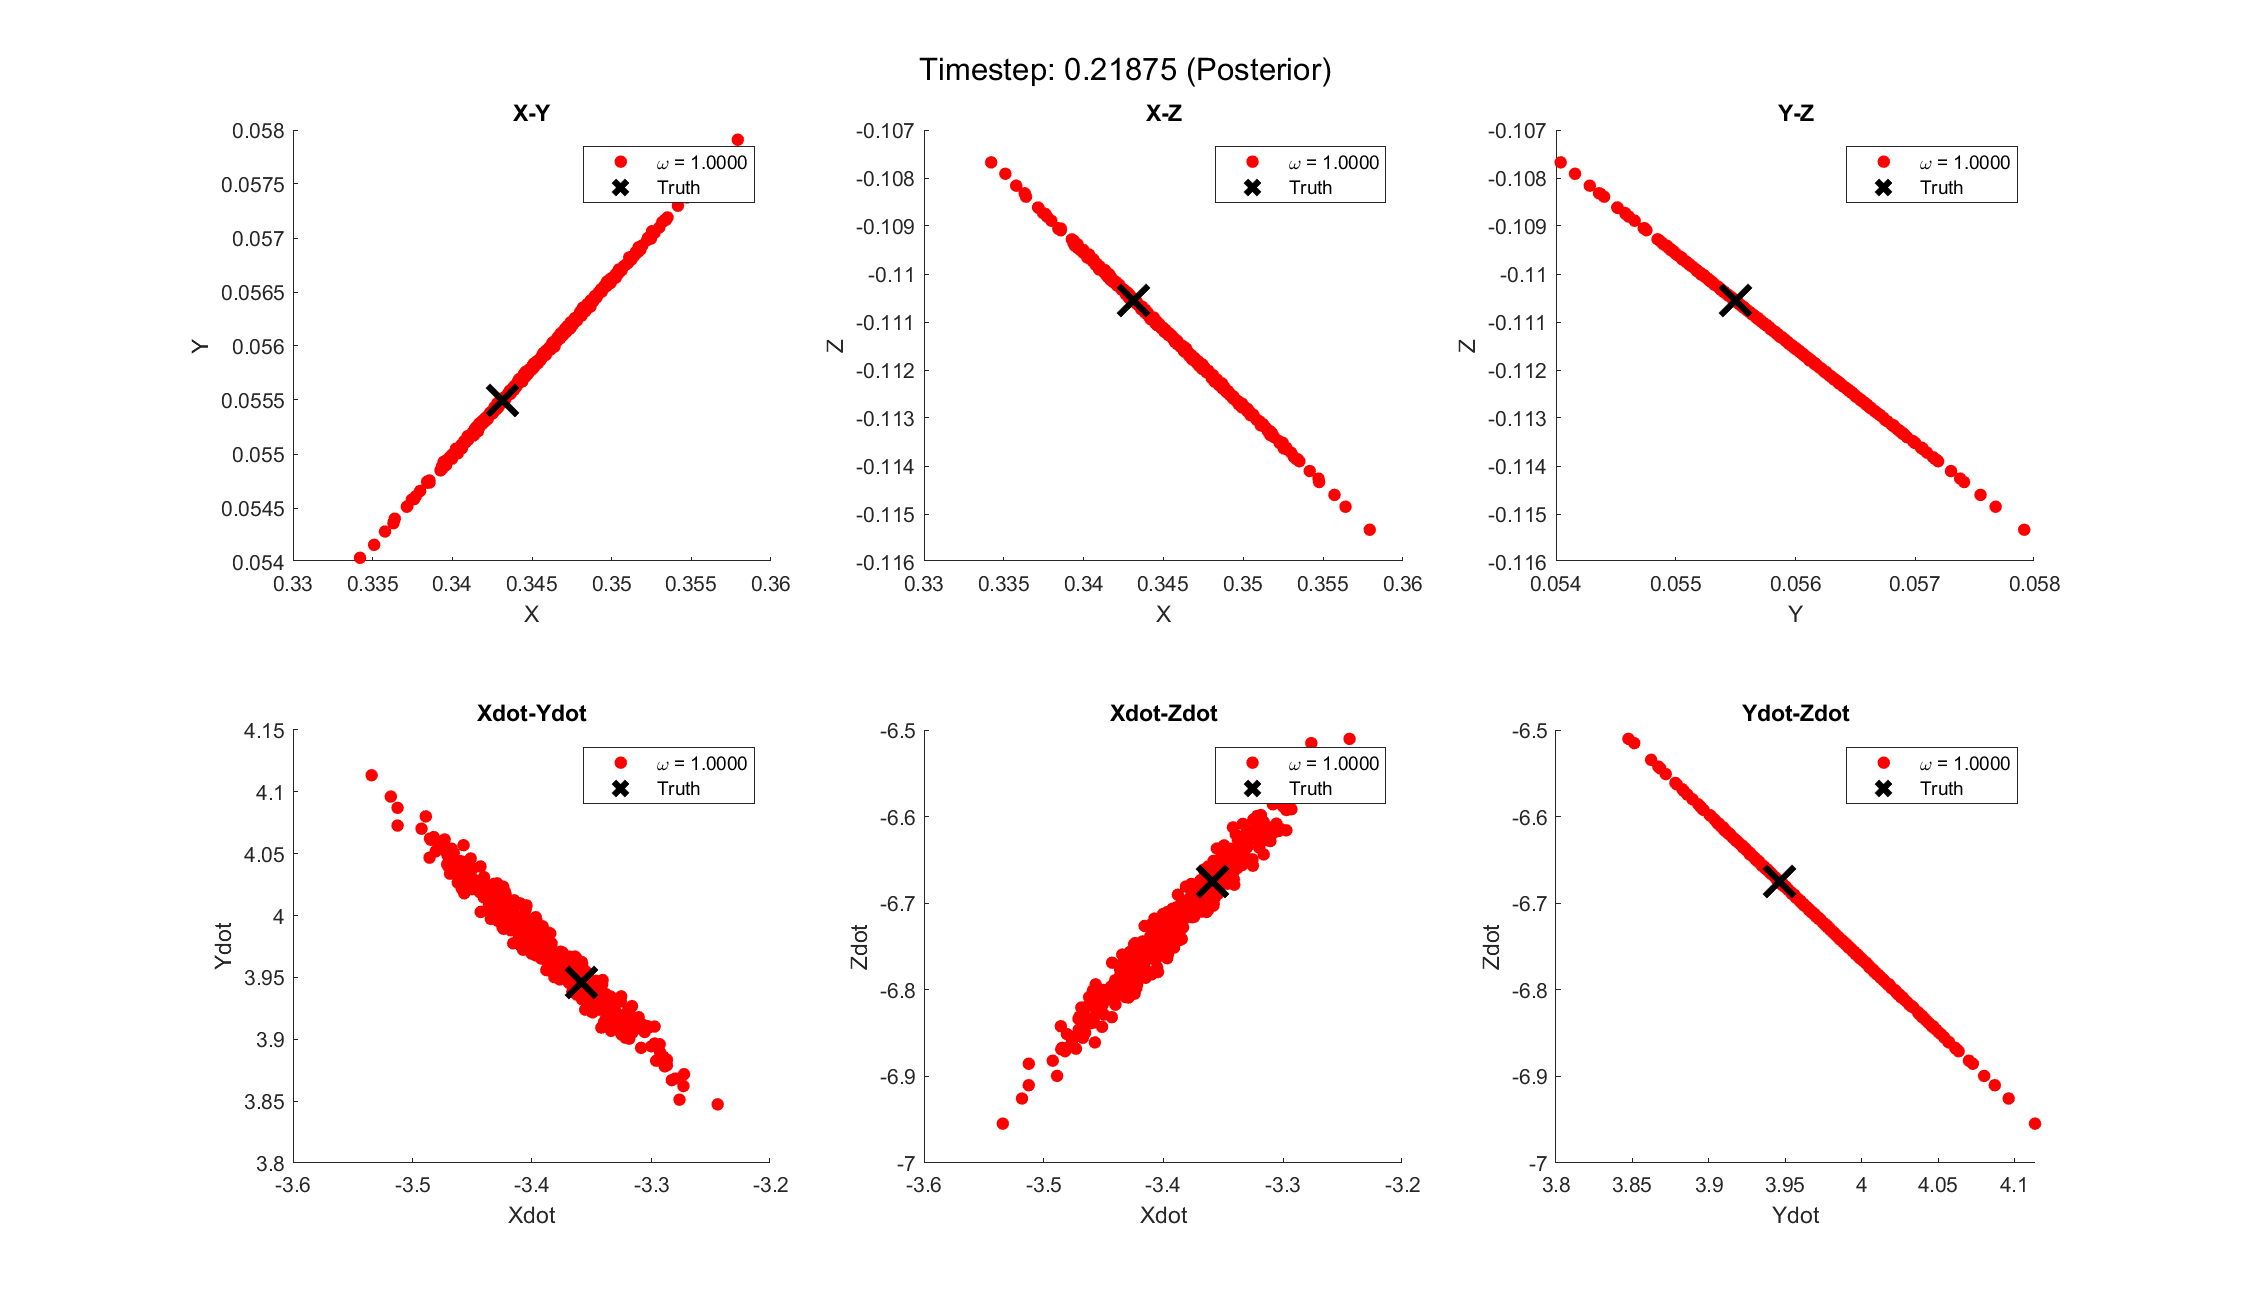 Timestep: 0.21875 (Posterior)
X-Y
0.058
0.0575
0.057
0.0565
0.056
0.0555
0.055
0.0545
0.054
Y
ω = 1.0000
Truth
0.33 0.335 0.34 0.345 0.35 0.355 0.36
X
X-Z
-0.107
-0.108
-0.109
-0.11
-0.111
-0.112
-0.113
-0.114
-0.115
-0.116
Z
ω = 1.0000
Truth
0.33 0.335 0.34 0.345 0.35 0.355 0.36
X
Y-Z
-0.107
-0.108
-0.109
-0.11
-0.111
-0.112
-0.113
-0.114
-0.115
-0.116
Z
ω = 1.0000
Truth
0.054 0.055 0.056 0.057 0.058
Y
Xdot-Ydot
4.15
4.1
4.05
4
3.95
3.9
3.85
3.8
Ydot
ω = 1.0000
Truth
-3.6 -3.5 -3.4 -3.3 -3.2
Xdot
Xdot-Zdot
-6.5
-6.6
-6.7
-6.8
-6.9
-7
Zdot
ω = 1.0000
Truth
-3.6 -3.5 -3.4 -3.3 -3.2
Xdot
Ydot-Zdot
-6.5
-6.6
-6.7
-6.8
-6.9
-7
Zdot
ω = 1.0000
Truth
3.8 3.85 3.9 3.95 4 4.05 4.1
Ydot